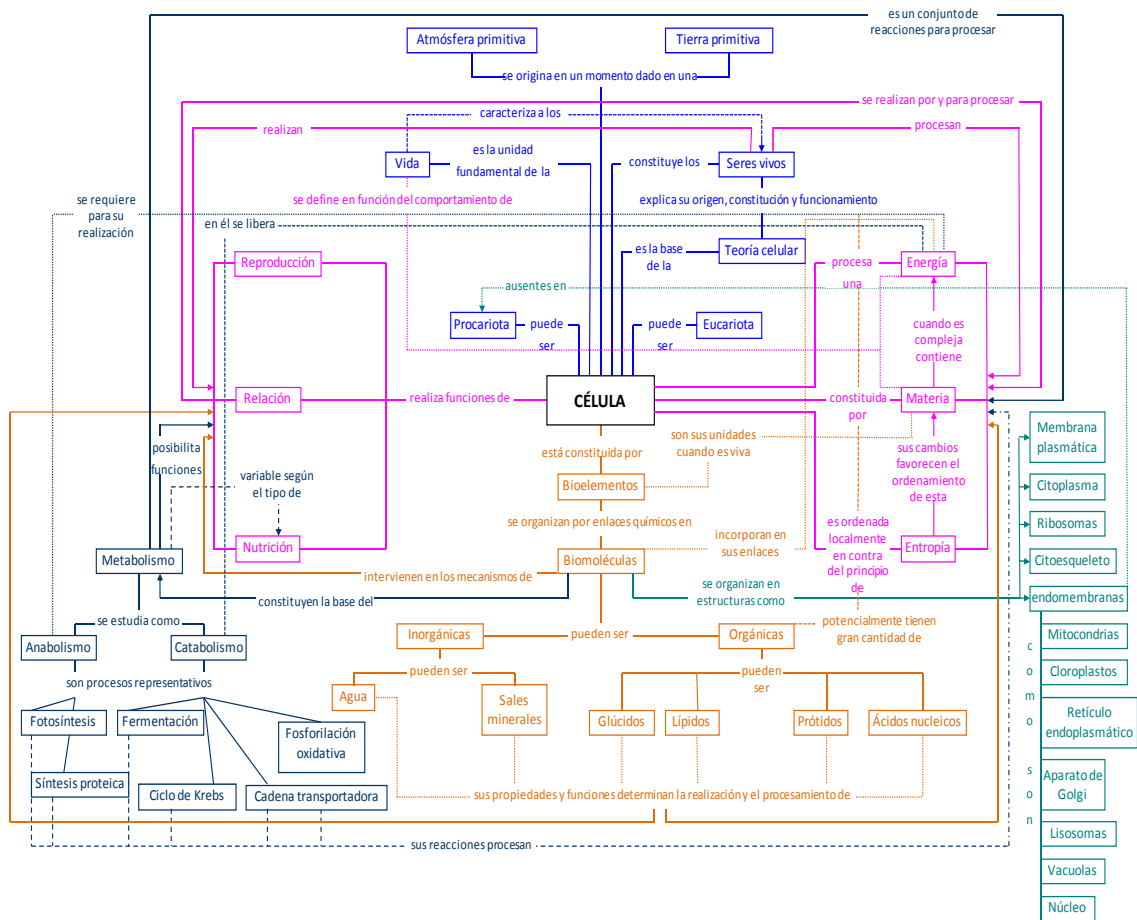 es un conjunto de
reacciones para procesar
Atmósfera primitiva
Tierra primitiva
se origina en un momento dado en una
se realizan por y para procesar
caracteriza a los
realizan
procesan
es la unidad
fundamental de la
Vida
constituye los
Seres vivos
se requiere
para su
realización
se define en función del comportamiento de
explica su origen, constitución y funcionamiento
en él se libera
Reproducción
es la base
de la
Teoría celular
procesa
una
Energía
ausentes en
Procariota
puede
ser
puede
ser
Eucariota
cuando es
compleja
contiene
Relación
realiza funciones de
CÉLULA
constituida
por
Materia
Membrana
plasmática
posibilita
funciones
variable según
el tipo de
está constituida por
son sus unidades
cuando es viva
sus cambios
favorecen el
ordenamiento
de esta
Bioelementos
Citoplasma
se organizan por enlaces químicos en
incorporan en
sus enlaces
es ordenada
localmente
en contra
del principio
de
Ribosomas
Metabolismo
Nutrición
Biomoléculas
Entropía
Citoesqueleto
intervienen en los mecanismos de
constituyen la base del
se organizan en
estructuras como
endomembranas
se estudia como
Anabolismo
Catabolismo
Inorgánicas
pueden ser
Orgánicas
potencialmente tienen
gran cantidad de
como son
Mitocondrias
son procesos representativos
pueden ser
pueden
ser
Cloroplastos
Agua
Sales
minerales
Fotosíntesis
Fermentación
Fosforilación
oxidativa
Glúcidos
Lípidos
Prótidos
Ácidos nucleicos
Retículo
endoplasmático
Síntesis proteica
Ciclo de Krebs
Cadena transportadora
sus propiedades y funciones determinan la realización y el procesamiento de
Aparato de
Golgi
sus reacciones procesan
Lisosomas
Vacuolas
Núcleo